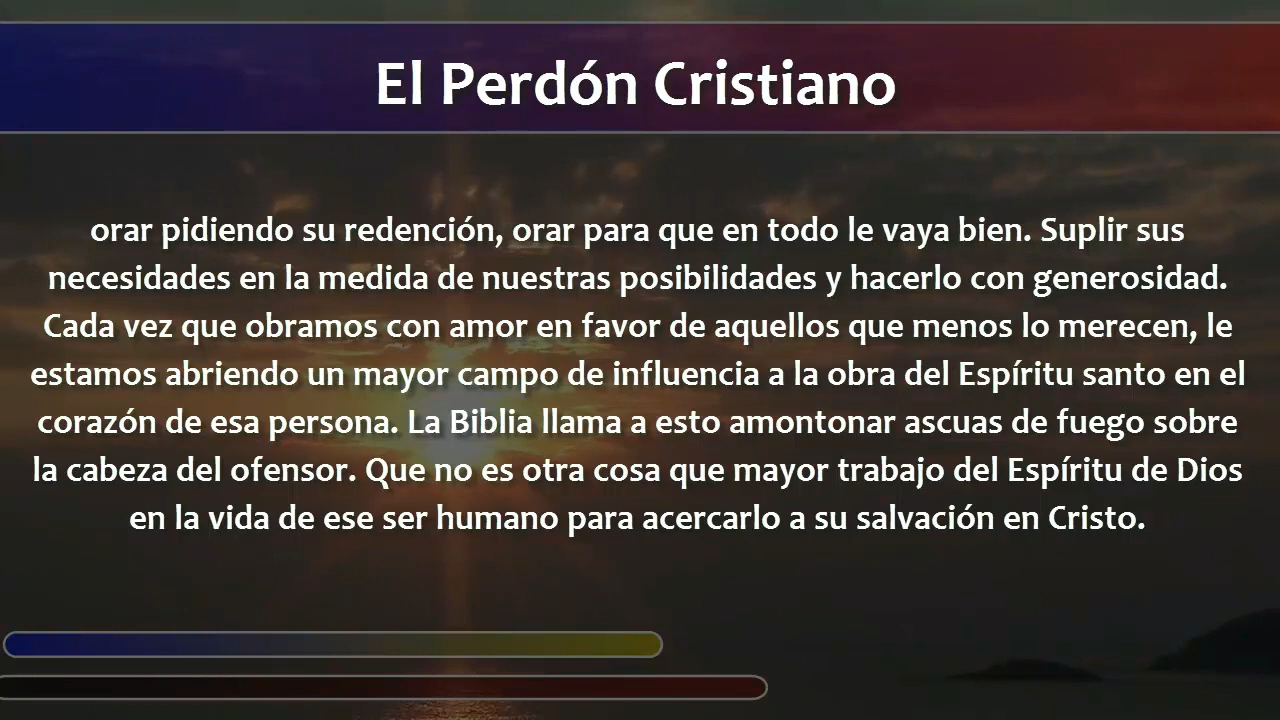 El Perdón Cristiano
orar pidiendo su redención, orar para que en todo le vaya bien. Suplir sus
necesidades en la medida de nuestras posibilidades y hacerlo con generosidad.
Cada vez que obramos con amor en favor de aquellos que menos lo merecen, le
estamos abriendo un mayor campo de influencia a la obra del Espíritu santo en el
corazón de esa persona. La Biblia llama a esto amontonar ascuas de fuego sobre
la cabeza del ofensor. Que no es otra cosa que mayor trabajo del Espíritu de Dios
en la vida de ese ser humano para acercarlo a su salvación en Cristo.